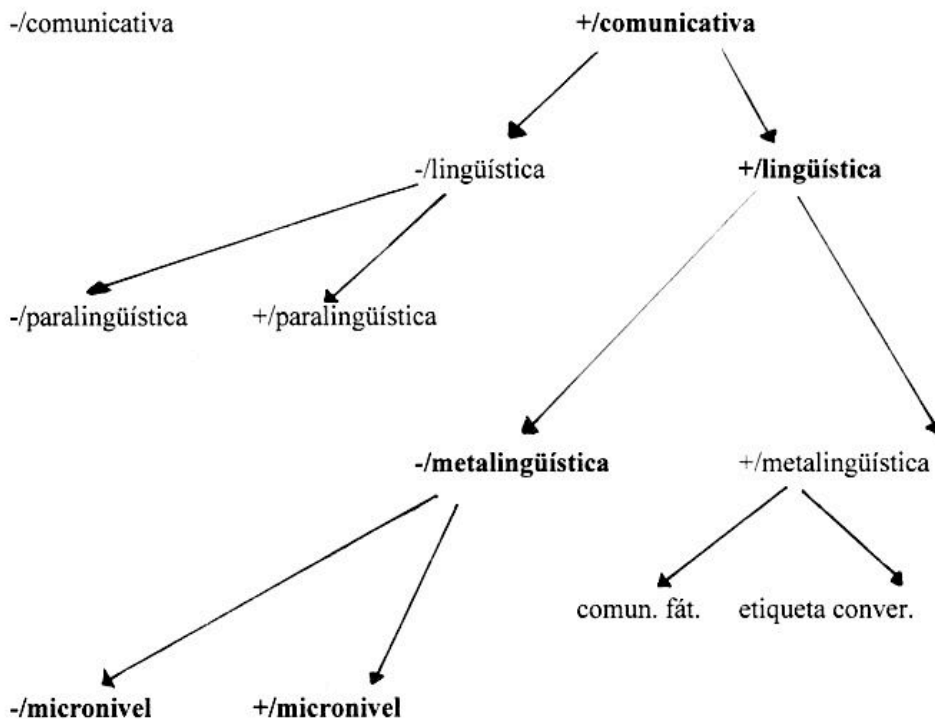 -/comunicativa +/comunicativa
-/lingüística +/lingüística
-/paralingüística +/paralingüística
-/metalingüística +/metalingüística
comun. fát. etiqueta conver.
-/micronivel +/micronivel